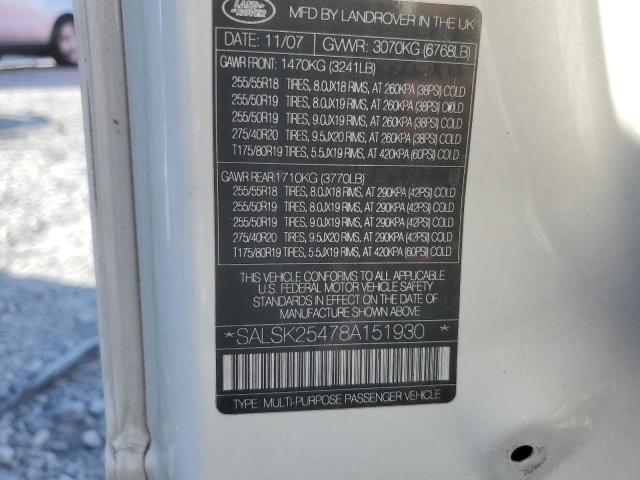 LAND ROVER
MFD BY LANDROVER IN THE UK
DATE: 11/07 GVWR: 3070KG (6768LB)
GAWR FRONT: 1470KG (3241LB)
255/55R18 TIRES, 8.0JX18 RIMS, AT 260KPA (38PSI) COLD
255/50R19 TIRES, 8.0JX19 RIMS, AT 260KPA (38PSI) COLD
255/50R19 TIRES, 9.0JX19 RIMS, AT 260KPA (38PSI) COLD
275/40R20 TIRES, 9.5JX20 RIMS, AT 260KPA (38PSI) COLD
T175/80R19 TIRES, 5.5JX19 RIMS, AT 420KPA (60PSI) COLD
GAWR REAR: 1710KG (3770LB)
255/55R18 TIRES, 8.0JX18 RIMS, AT 290KPA (42PSI) COLD
255/50R19 TIRES, 8.0JX19 RIMS, AT 290KPA (42PSI) COLD
255/50R19 TIRES, 9.0JX19 RIMS, AT 290KPA (42PSI) COLD
275/40R20 TIRES, 9.5JX20 RIMS, AT 290KPA (42PSI) COLD
T175/80R19 TIRES, 5.5JX19 RIMS, AT 420KPA (60PSI) COLD
THIS VEHICLE CONFORMS TO ALL APPLICABLE
U.S. FEDERAL MOTOR VEHICLE SAFETY
STANDARDS IN EFFECT ON THE DATE OF
MANUFACTURE SHOWN ABOVE
*SALSK25478A151930*
TYPE: MULTI-PURPOSE PASSENGER VEHICLE